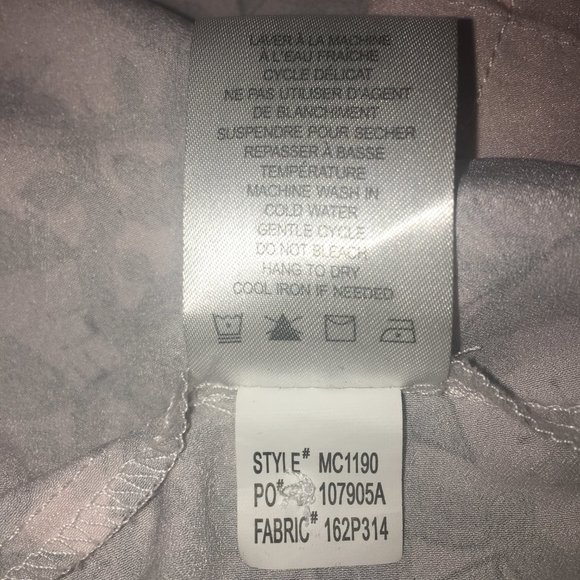 LAVER À LA MACHINE
À L'EAU FRAICHE
CYCLE DÉLICAT
NE PAS UTILISER D'AGENT
DE BLANCHIMENT
SUSPENDRE POUR SECHER
REPASSER À BASSE
TEMPÉRATURE
MACHINE WASH IN
COLD WATER
GENTLE CYCLE
DO NOT BLEACH
HANG TO DRY
COOL IRON IF NEEDED
STYLE# MC1190
PO# 107905A
FABRIC# 162P314